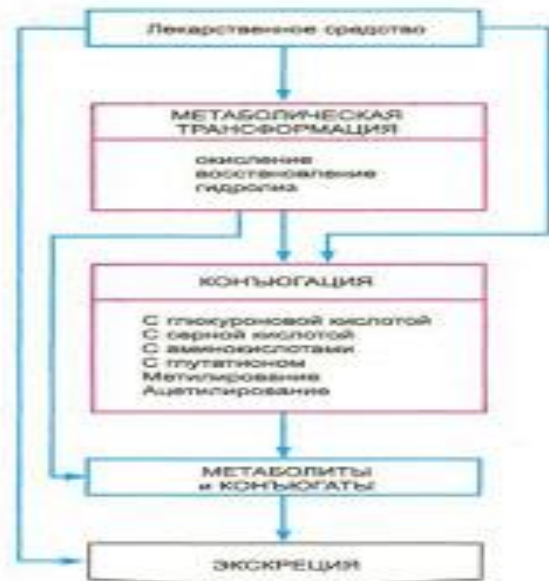 Лекарственное средство
МЕТАБОЛИЧЕСКАЯ
ТРАНСФОРМАЦИЯ
окисление
восстановление
гидролиз
КОНЪЮГАЦИЯ
С глюкуроновой кислотой
С серной кислотой
С аминокислотами
С глутатионом
Метилирование
Ацетилирование
МЕТАБОЛИТЫ
и КОНЪЮГАТЫ
ЭКСКРЕЦИЯ